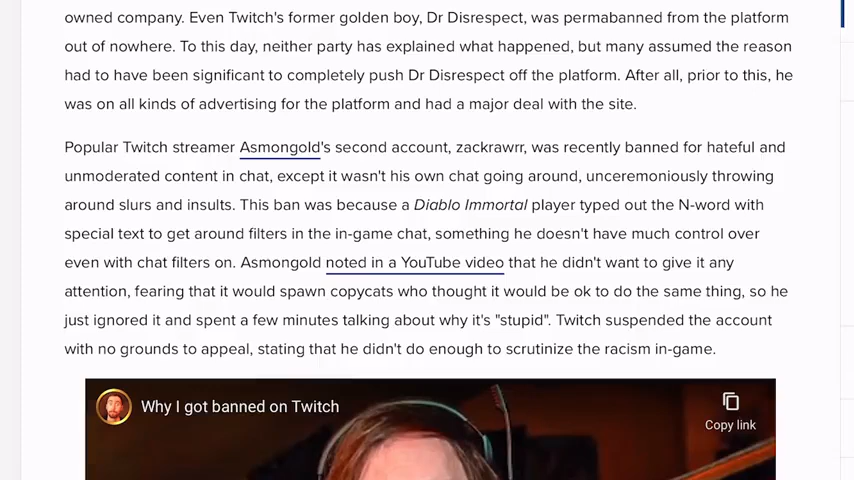 owned company. Even Twitch's former golden boy, Dr Disrespect, was permabanned from the platform
out of nowhere. To this day, neither party has explained what happened, but many assumed the reason
had to have been significant to completely push Dr Disrespect off the platform. After all, prior to this, he
was on all kinds of advertising for the platform and had a major deal with the site.
Popular Twitch streamer Asmongold's second account, zackrawrr, was recently banned for hateful and
unmoderated content in chat, except it wasn't his own chat going around, unceremoniously throwing
around slurs and insults. This ban was because a Diablo Immortal player typed out the N-word with
special text to get around filters in the in-game chat, something he doesn't have much control over
even with chat filters on. Asmongold noted in a YouTube video that he didn't want to give it any
attention, fearing that it would spawn copycats who thought it would be ok to do the same thing, so he
just ignored it and spent a few minutes talking about why it's "stupid". Twitch suspended the account
with no grounds to appeal, stating that he didn't do enough to scrutinize the racism in-game.
Why I got banned on Twitch
Copy link